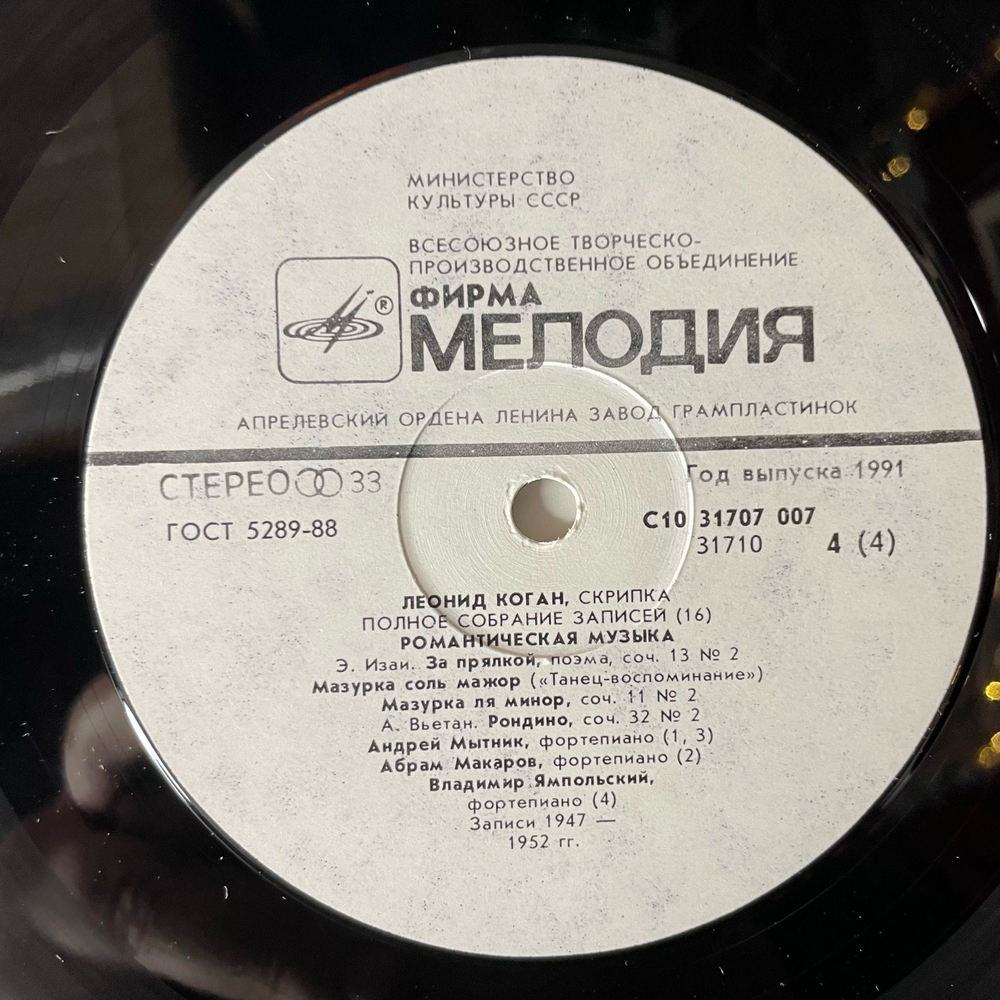 МИНИСТЕРСТВО
КУЛЬТУРЫ СССР
ВСЕСОЮЗНОЕ ТВОРЧЕСКО-
ПРОИЗВОДСТВЕННОЕ ОБЪЕДИНЕНИЕ
®
ФИРМА
МЕЛОДИЯ
АПРЕЛЕВСКИЙ ОРДЕНА ЛЕНИНА ЗАВОД ГРАМПЛАСТИНОК
СТЕРЕО 33
Год выпуска 1991
ГОСТ 5289-88
С10 31707 007
31710 4 (4)
ЛЕОНИД КОГАН, СКРИПКА
ПОЛНОЕ СОБРАНИЕ ЗАПИСЕЙ (16)
РОМАНТИЧЕСКАЯ МУЗЫКА
Э. Изаи. За прялкой, поэма, соч. 13 № 2
Мазурка соль мажор («Танец-воспоминание»)
Мазурка ля минор, соч. 11 № 2
А. Вьетан. Рондино, соч. 32 № 2
Андрей Мытник, фортепиано (1, 3)
Абрам Макаров, фортепиано (2)
Владимир Ямпольский,
фортепиано (4)
Записи 1947 —
1952 гг.